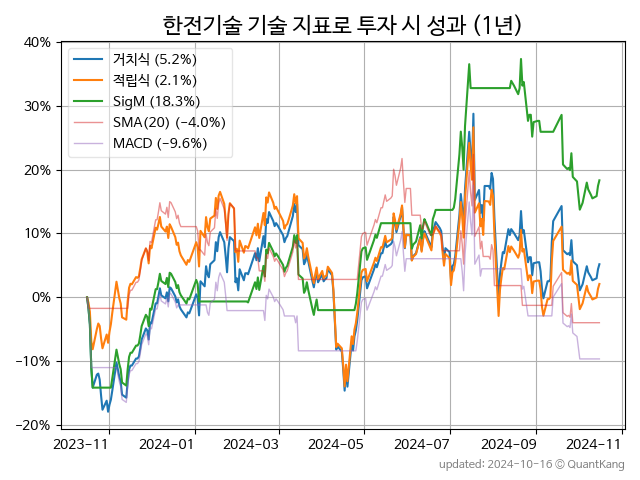 한전기술 기술 지표로 투자 시 성과 (1년)
40%
30%
20%
10%
0%
−10%
−20%
거치식 (5.2%)
적립식 (2.1%)
SigM (18.3%)
SMA(20) (−4.0%)
MACD (−9.6%)
2023-11 2024-01 2024-03 2024-05 2024-07 2024-09 2024-11
updated: 2024-10-16 © QuantKang